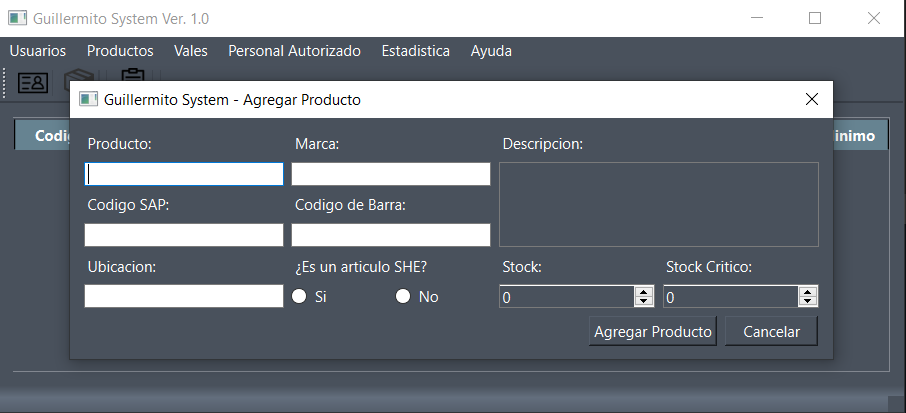 Guillermito System Ver. 1.0
Usuarios Productos Vales Personal Autorizado Estadistica Ayuda
Guillermito System - Agregar Producto
Producto: Marca: Descripcion:
Codigo SAP: Codigo de Barra:
Ubicacion: ¿Es un articulo SHE? Stock: Stock Critico:
Si No 0 0
Agregar Producto Cancelar